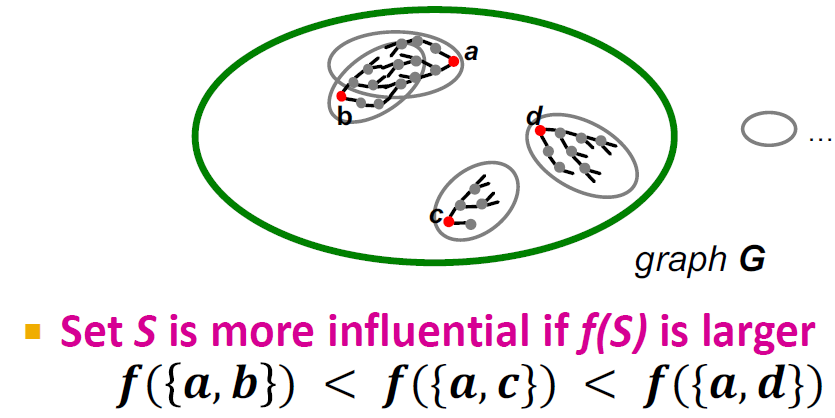 a
b
d
...
c
graph G
Set S is more influential if f(S) is larger
f({a, b}) < f({a, c}) < f({a, d})